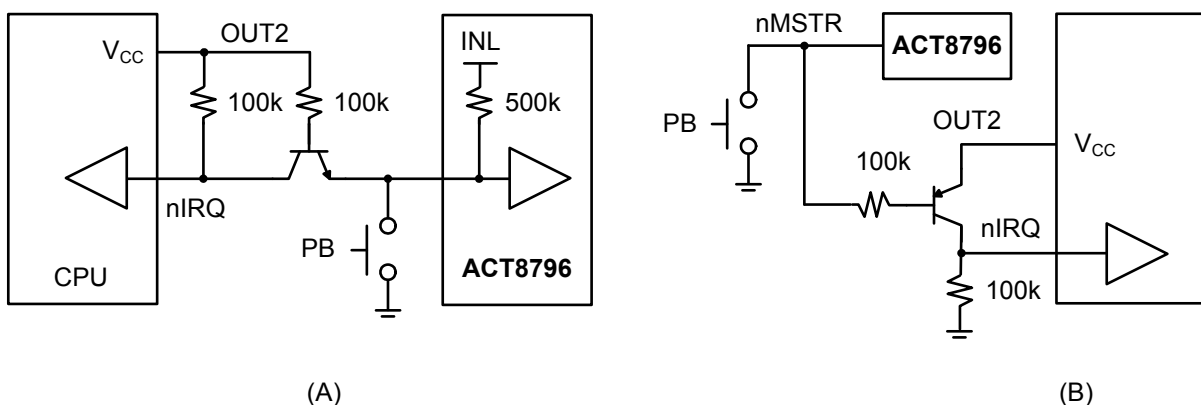 OUT2
V_CC
INL
100k
100k
500k
nIRQ
PB
CPU
ACT8796
(A)
nMSTR
ACT8796
PB
OUT2
V_CC
100k
nIRQ
100k
(B)